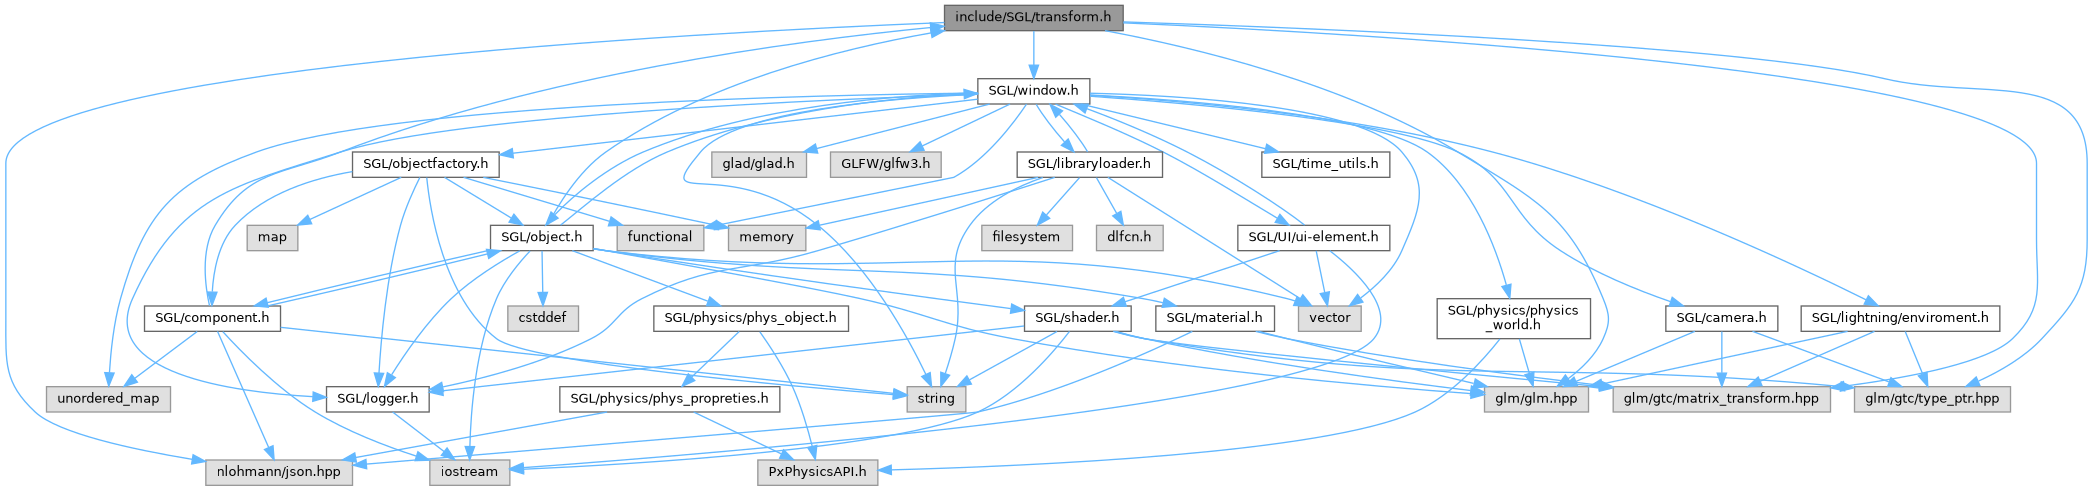 include/SGL/transform.h
SGL/window.h
SGL/objectfactory.h
glad/glad.h
GLFW/glfw3.h
SGL/libraryloader.h
SGL/time_utils.h
map
SGL/object.h
functional
memory
filesystem
dlfcn.h
SGL/UI/ui-element.h
SGL/component.h
cstddef
SGL/physics/phys_object.h
SGL/shader.h
SGL/material.h
vector
SGL/physics/physics
_world.h
SGL/camera.h
SGL/lightning/enviroment.h
unordered_map
SGL/logger.h
SGL/physics/phys_propreties.h
string
glm/glm.hpp
glm/gtc/matrix_transform.hpp
glm/gtc/type_ptr.hpp
nlohmann/json.hpp
iostream
PxPhysicsAPI.h